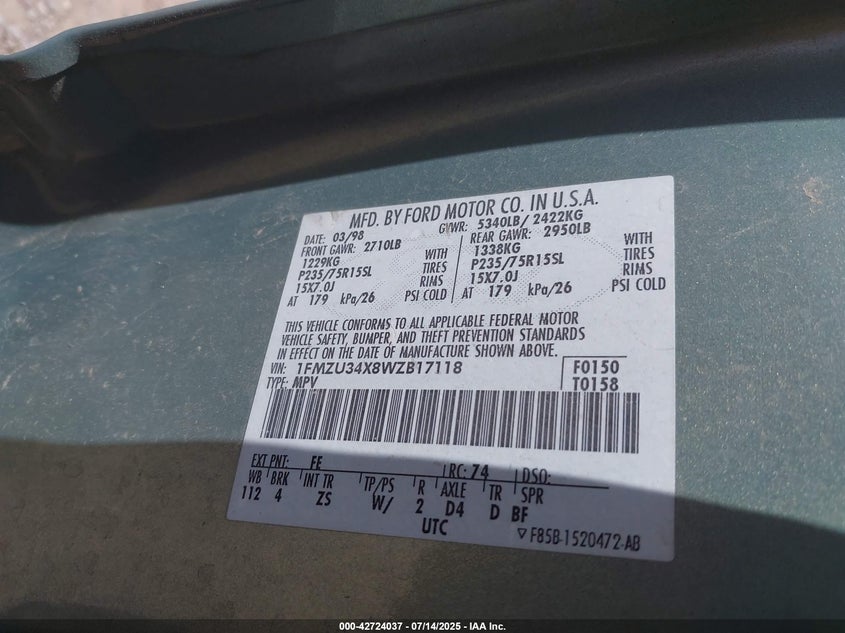 MFD. BY FORD MOTOR CO. IN U.S.A.
DATE: 03/98 GVWR: 5340LB/ 2422KG
FRONT GAWR: 2710LB REAR GAWR: 2950LB
1229KG WITH 1338KG WITH
P235/75R15SL TIRES P235/75R15SL TIRES
15X7.0J RIMS 15X7.0J RIMS
AT 179 kPa/26 PSI COLD AT 179 kPa/26 PSI COLD
THIS VEHICLE CONFORMS TO ALL APPLICABLE FEDERAL MOTOR
VEHICLE SAFETY, BUMPER, AND THEFT PREVENTION STANDARDS
IN EFFECT ON THE DATE OF MANUFACTURE SHOWN ABOVE.
VIN: 1FMZU34X8WZB17118 F0150
TYPE: MPV T0158
EXT PNT: FE RC: 74 DSO:
WB BRK INT TR TP/PS R AXLE TR SPR
112 4 ZS W/ 2 D4 D BF
UTC ▽ F85B-1520472-AB
000-42724037 - 07/14/2025 - IAA Inc.